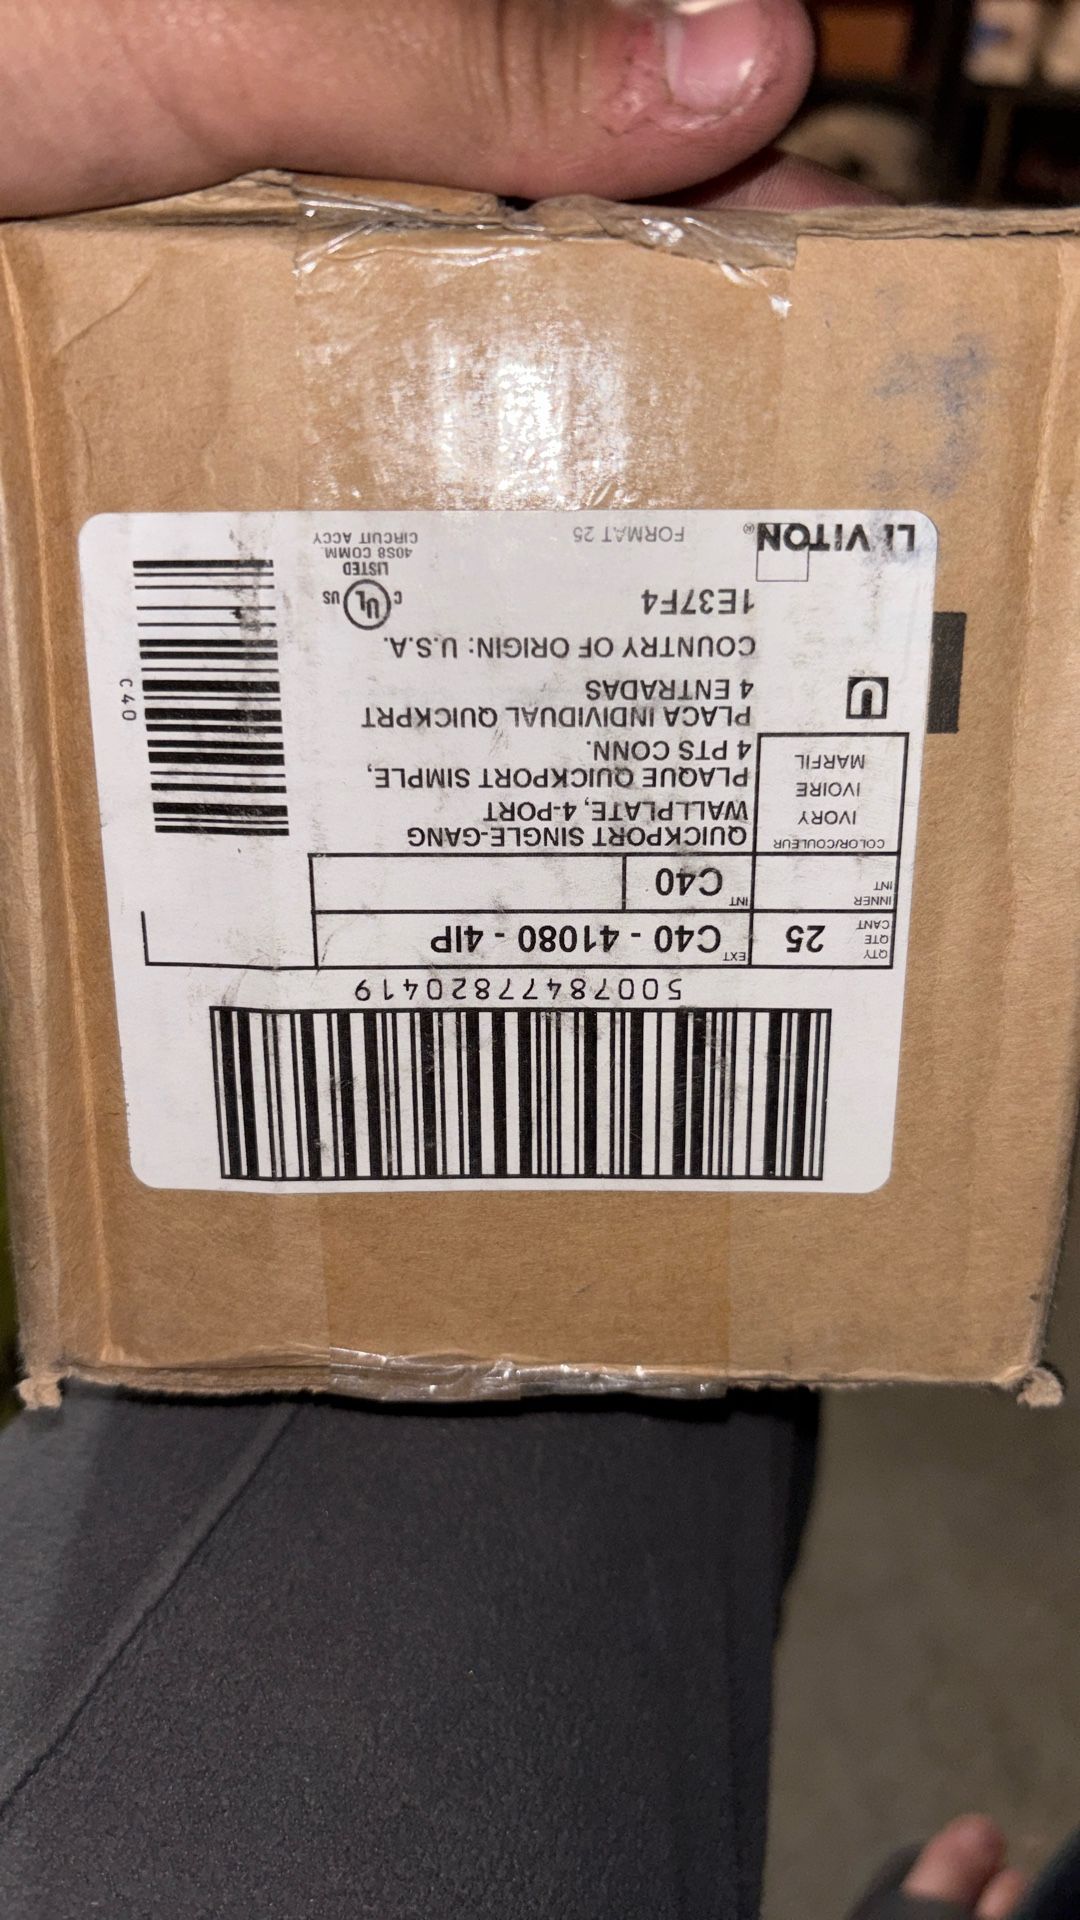 LEVITON®
FORMAT 25
1E37F4
C UL US
LISTED
40S8 COMM.
CIRCUIT ACCY
COUNTRY OF ORIGIN: U.S.A.
PLACA INDIVIDUAL QUICKPRT
4 ENTRADAS
PLAQUE QUICKPORT SIMPLE,
4 PTS CONN.
QUICKPORT SINGLE-GANG
WALLPLATE, 4-PORT
U
MARFIL
IVOIRE
IVORY
COLOR/COULEUR
C40
INNER
INT
INT C40
QTY
QTE
CANT
25
EXT C40 - 41080 - 4IP
50078477820419